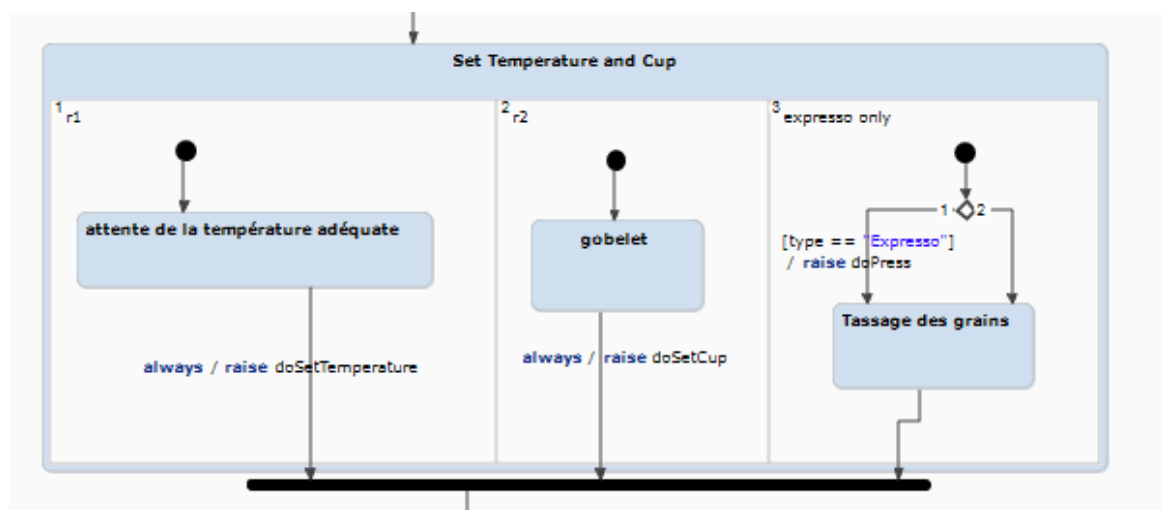 Set Temperature and Cup
1 r1
2 r2
3 expresso only
attente de la température adéquate
gobelet
1 2
[type == "Expresso"]
/ raise doPress
Tassage des grains
always / raise doSetTemperature
always / raise doSetCup